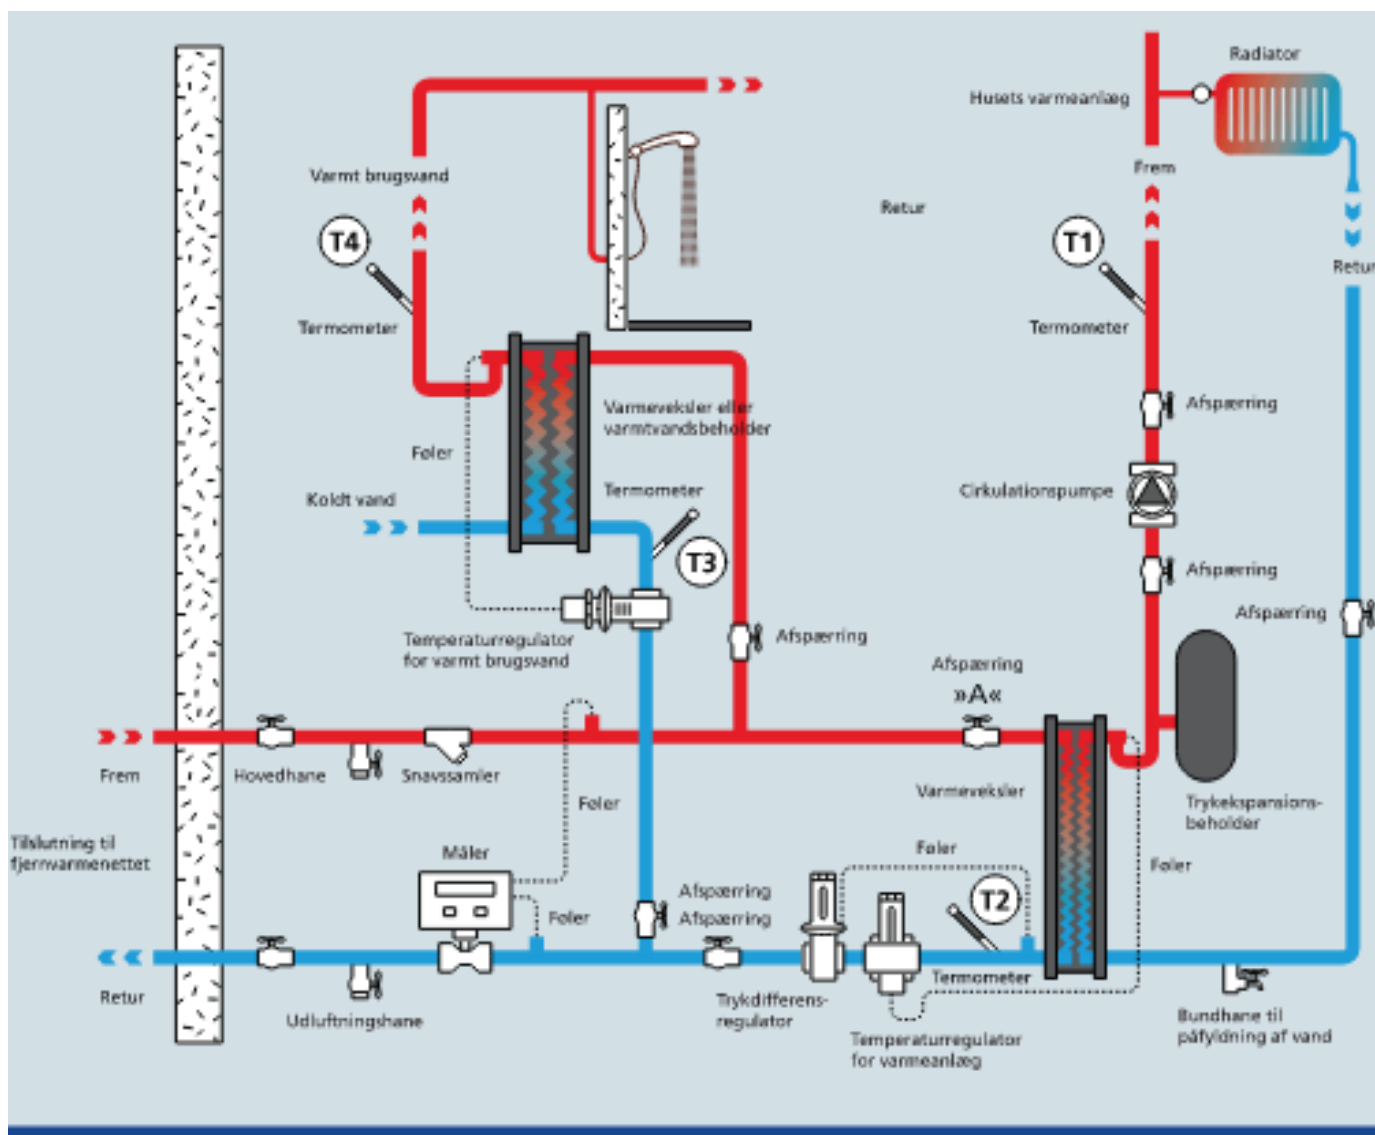 Radiator
Husets varmeanlæg
Frem
Varmt brugsvand
Retur
T4
T1
Retur
Termometer
Termometer
Varmeveksler eller
varmtvandsbeholder
Afspærring
Føler
Koldt vand
Termometer
Cirkulationspumpe
T3
Afspærring
Afspærring
Temperaturregulator
for varmt brugsvand
Afspærring
Afspærring
»A«
Frem
Hovedhane
Snavssamler
Føler
Varmeveksler
Trykekspansions-
beholder
Tilslutning til
fjernvarmenettet
Måler
Føler
Føler
T2
Afspærring
Afspærring
Føler
Termometer
Retur
Udluftningshane
Trykdifferens-
regulator
Bundhane til
påfyldning af vand
Temperaturregulator
for varmeanlæg